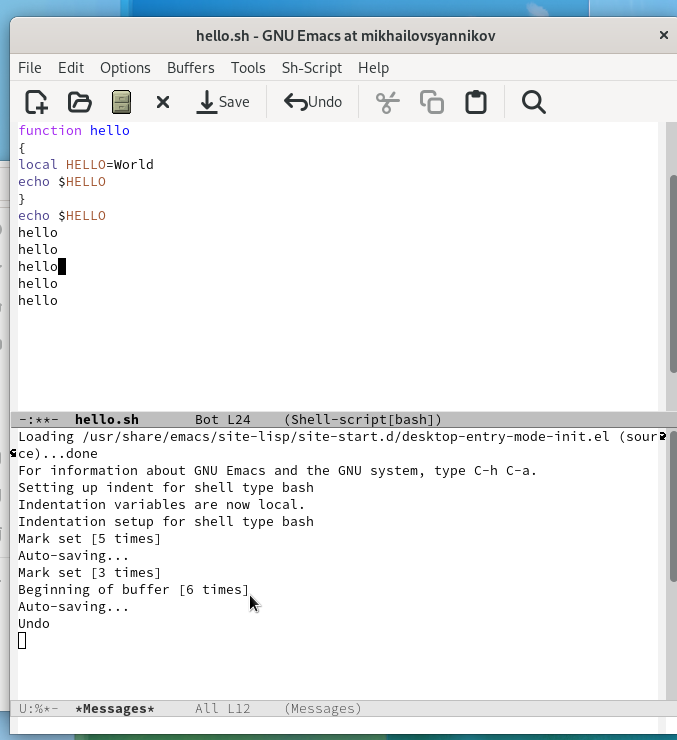 hello.sh - GNU Emacs at mikhailovsyannikov
File Edit Options Buffers Tools Sh-Script Help
Save Undo
function hello
{
local HELLO=World
echo $HELLO
}
echo $HELLO
hello
hello
hello
hello
hello
-:**- hello.sh Bot L24 (Shell-script[bash])
Loading /usr/share/emacs/site-lisp/site-start.d/desktop-entry-mode-init.el (sour
ce)...done
For information about GNU Emacs and the GNU system, type C-h C-a.
Setting up indent for shell type bash
Indentation variables are now local.
Indentation setup for shell type bash
Mark set [5 times]
Auto-saving...
Mark set [3 times]
Beginning of buffer [6 times]
Auto-saving...
Undo
U:%*- *Messages* All L12 (Messages)